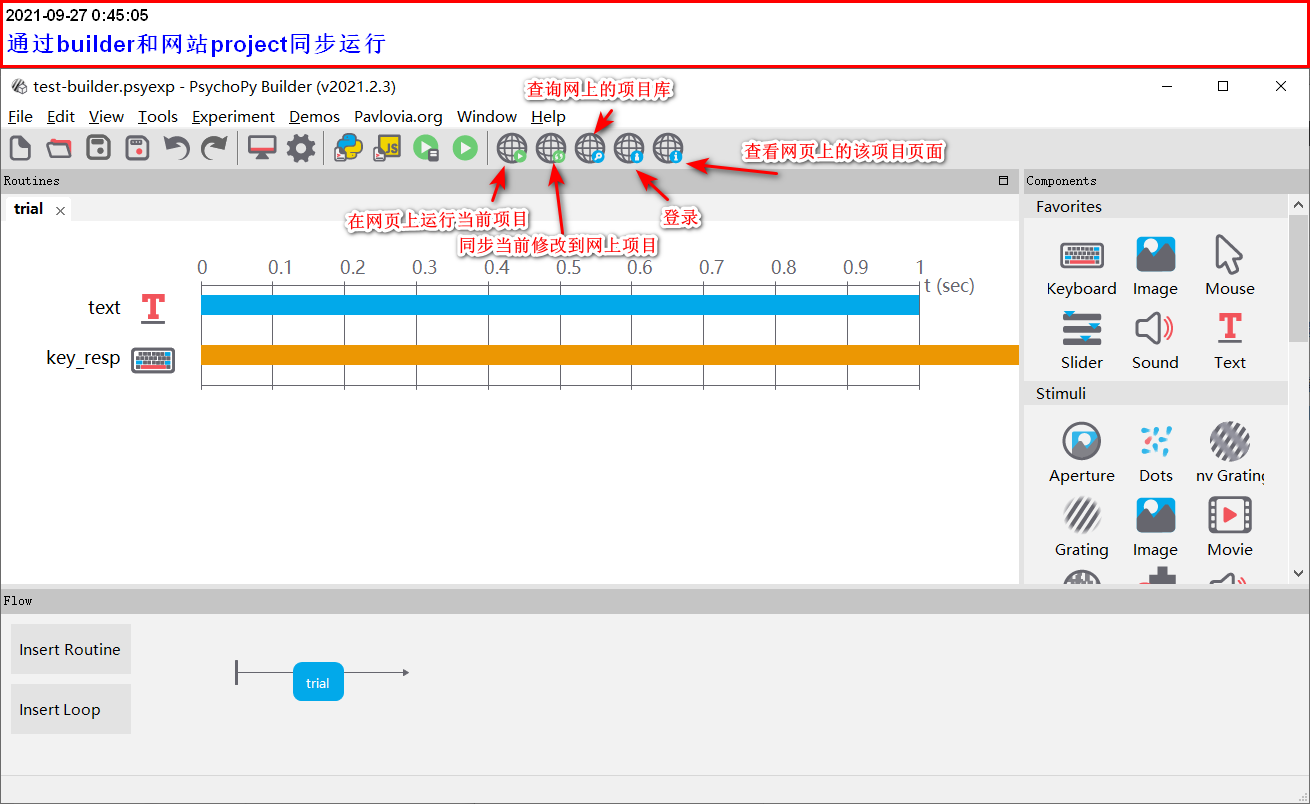 2021-09-27 0:45:05
通过builder和网站project同步运行
test-builder.psyexp - PsychoPy Builder (v2021.2.3)
查询网上的项目库
File Edit View Tools Experiment Demos Pavlovia.org Window Help
JS
查看网页上的该项目页面
Routines
Components
trial
Favorites
在网页上运行当前项目
登录
同步当前修改到网上项目
0 0.1 0.2 0.3 0.4 0.5 0.6 0.7 0.8 0.9 1
t (sec)
text
key_resp
Keyboard Image Mouse
Slider Sound Text
Stimuli
Aperture Dots nv Grating
Grating Image Movie
Flow
Insert Routine
trial
Insert Loop